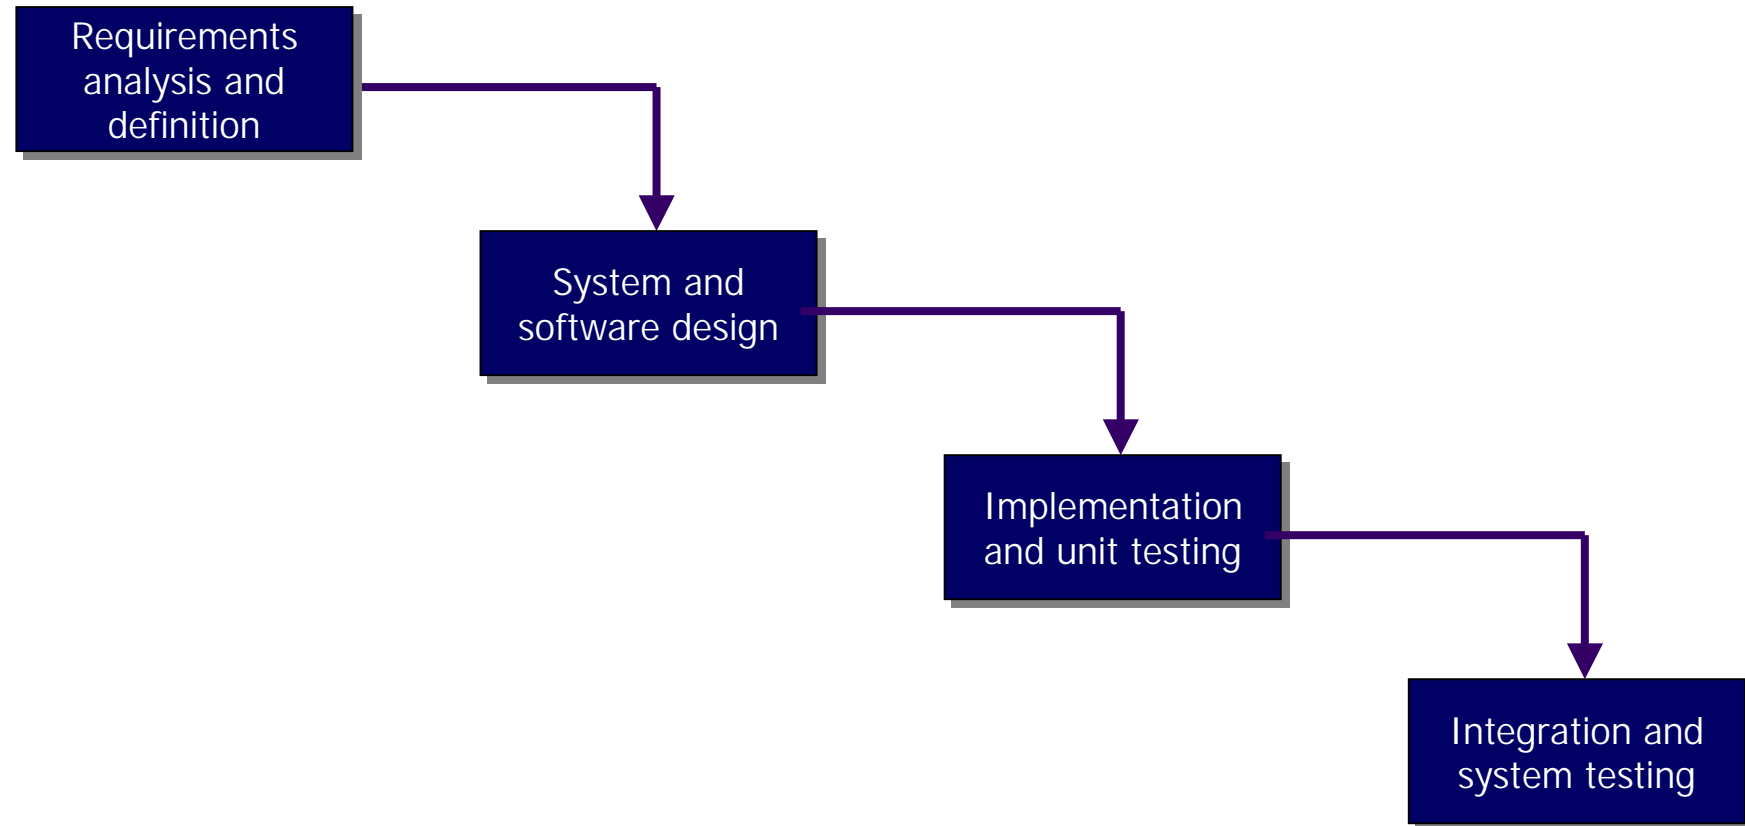 Requirements
analysis and
definition
System and
software design
Implementation
and unit testing
Integration and
system testing